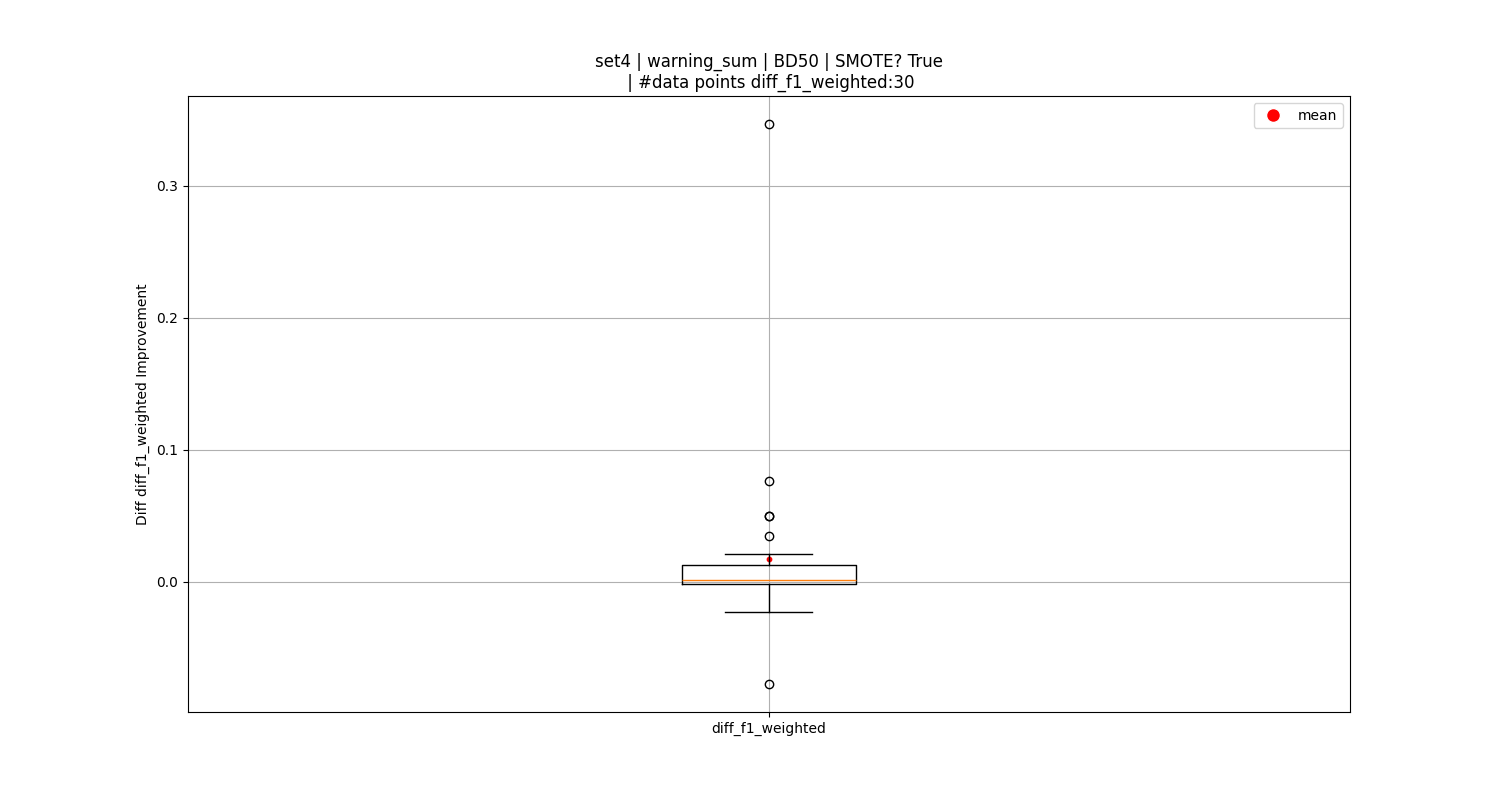 set4 | warning_sum | BD50 | SMOTE? True
| #data points diff_f1_weighted:30
mean
0.3
0.2
0.1
0.0
Diff diff_f1_weighted Improvement
diff_f1_weighted